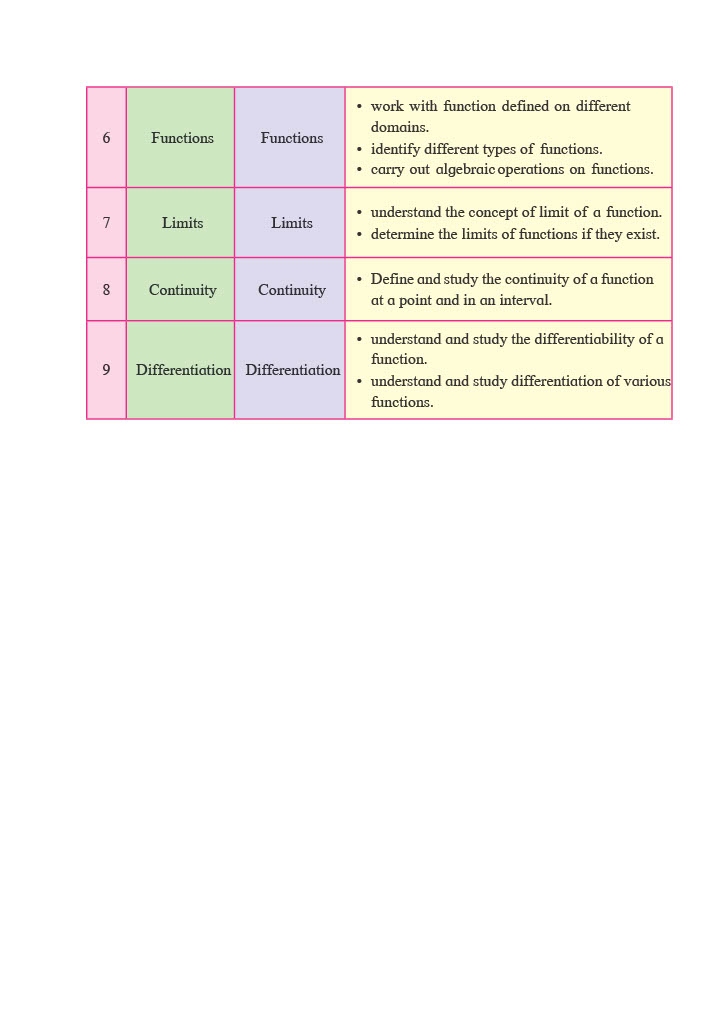 6
Functions
Functions
• work with function defined on different
domains.
• identify different types of functions.
• carry out algebraic operations on functions.
7
Limits
Limits
• understand the concept of limit of a function.
• determine the limits of functions if they exist.
8
Continuity
Continuity
• Define and study the continuity of a function
at a point and in an interval.
9
Differentiation
Differentiation
• understand and study the differentiability of a
function.
• understand and study differentiation of various
functions.